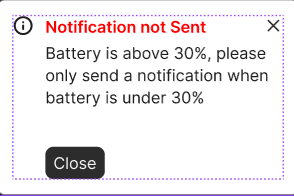 Notification not Sent
Battery is above 30%, please
only send a notification when
battery is under 30%
Close